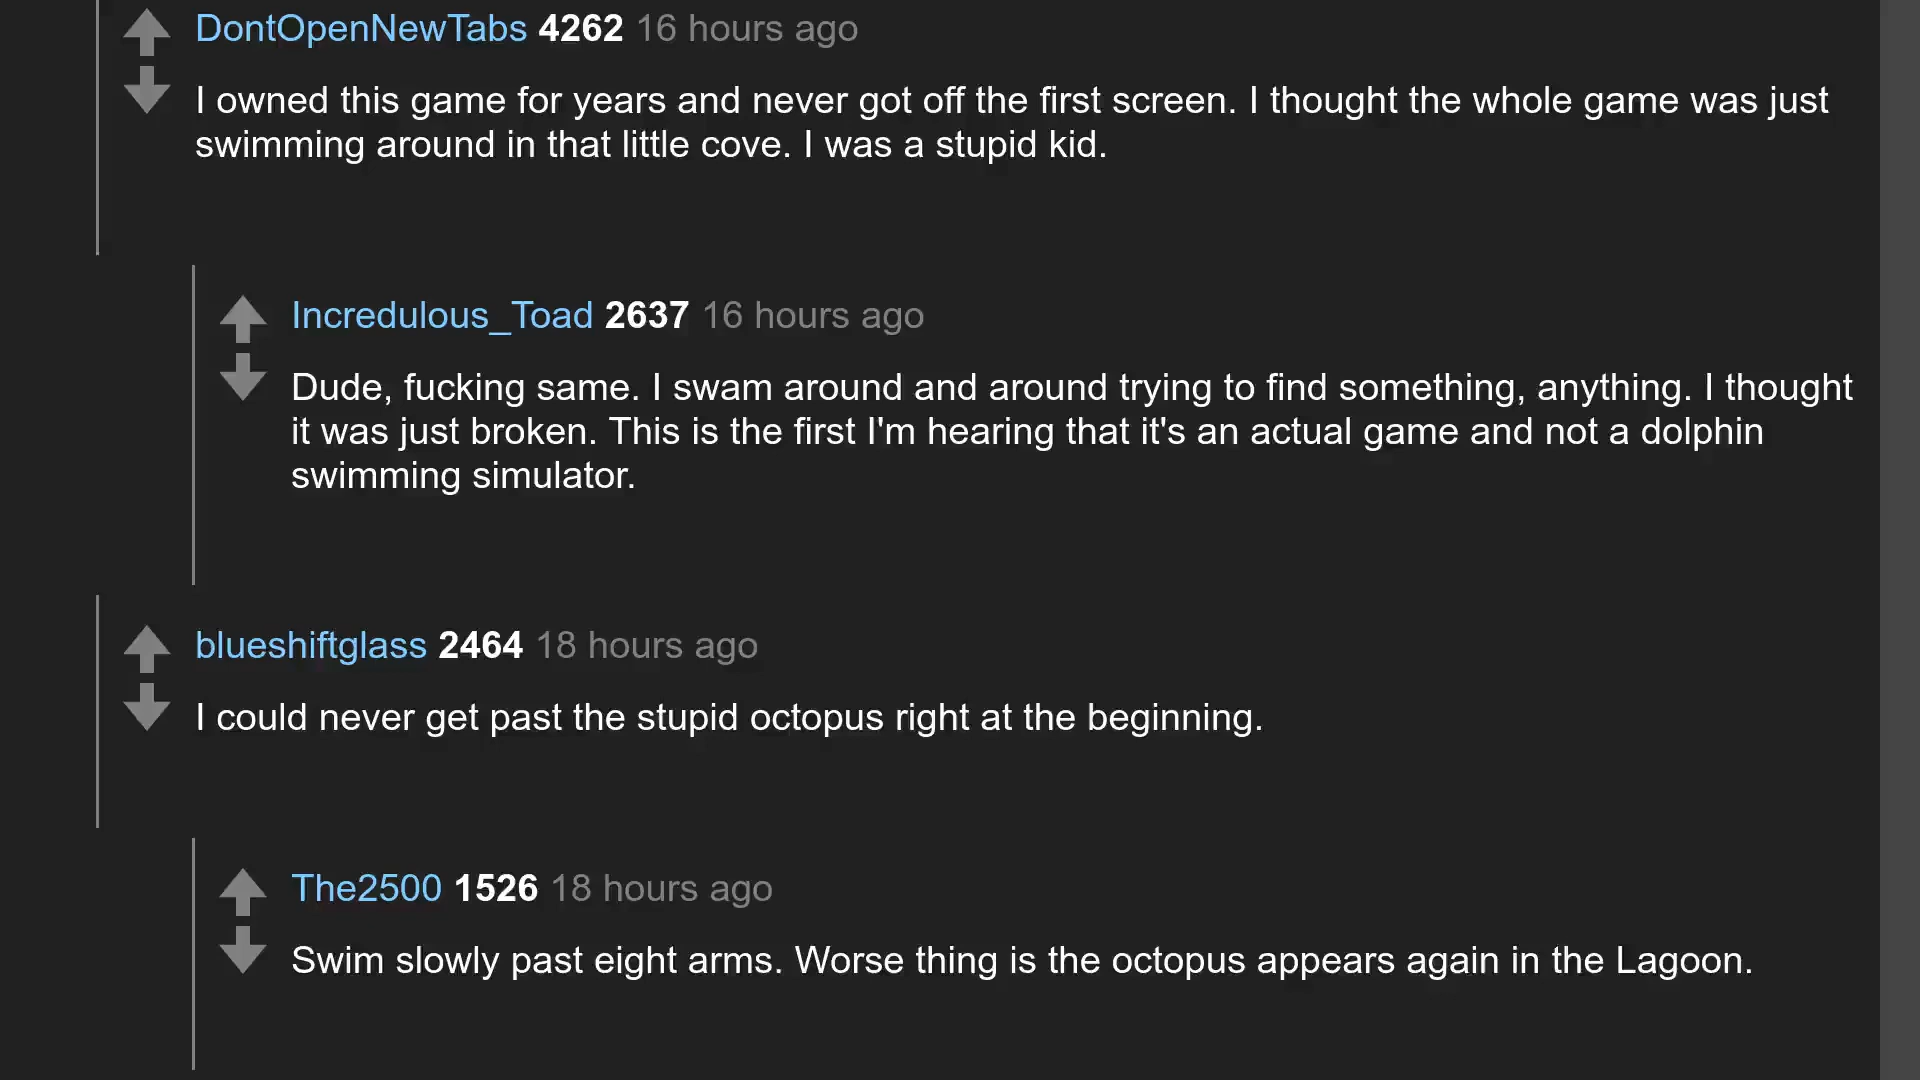 DontOpenNewTabs 4262 16 hours ago
I owned this game for years and never got off the first screen. I thought the whole game was just
swimming around in that little cove. I was a stupid kid.
Incredulous_Toad 2637 16 hours ago
Dude, fucking same. I swam around and around trying to find something, anything. I thought
it was just broken. This is the first I'm hearing that it's an actual game and not a dolphin
swimming simulator.
blueshiftglass 2464 18 hours ago
I could never get past the stupid octopus right at the beginning.
The2500 1526 18 hours ago
Swim slowly past eight arms. Worse thing is the octopus appears again in the Lagoon.